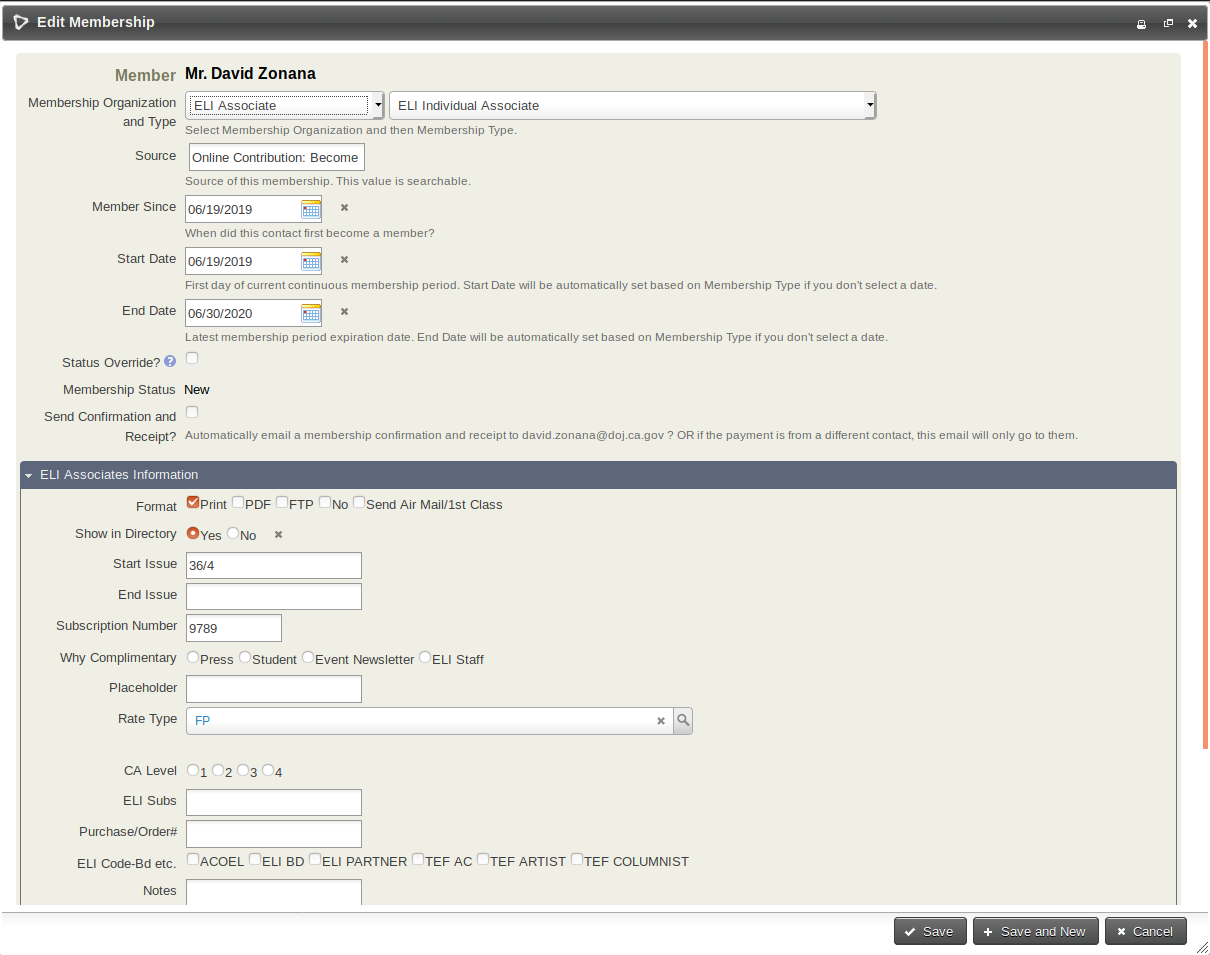 Edit Membership
Member Mr. David Zonana
Membership Organization and Type ELI Associate ELI Individual Associate
Select Membership Organization and then Membership Type.
Source Online Contribution: Become
Source of this membership. This value is searchable.
Member Since 06/19/2019
When did this contact first become a member?
Start Date 06/19/2019
First day of current continuous membership period. Start Date will be automatically set based on Membership Type if you don't select a date.
End Date 06/30/2020
Latest membership period expiration date. End Date will be automatically set based on Membership Type if you don't select a date.
Status Override? ?
Membership Status New
Send Confirmation and Receipt?
Automatically email a membership confirmation and receipt to david.zonana@doj.ca.gov ? OR if the payment is from a different contact, this email will only go to them.
ELI Associates Information
Format Print PDF FTP No Send Air Mail/1st Class
Show in Directory Yes No
Start Issue 36/4
End Issue
Subscription Number 9789
Why Complimentary Press Student Event Newsletter ELI Staff
Placeholder
Rate Type FP
CA Level 1 2 3 4
ELI Subs
Purchase/Order#
ELI Code-Bd etc. ACOEL ELI BD ELI PARTNER TEF AC TEF ARTIST TEF COLUMNIST
Notes
Save Save and New Cancel